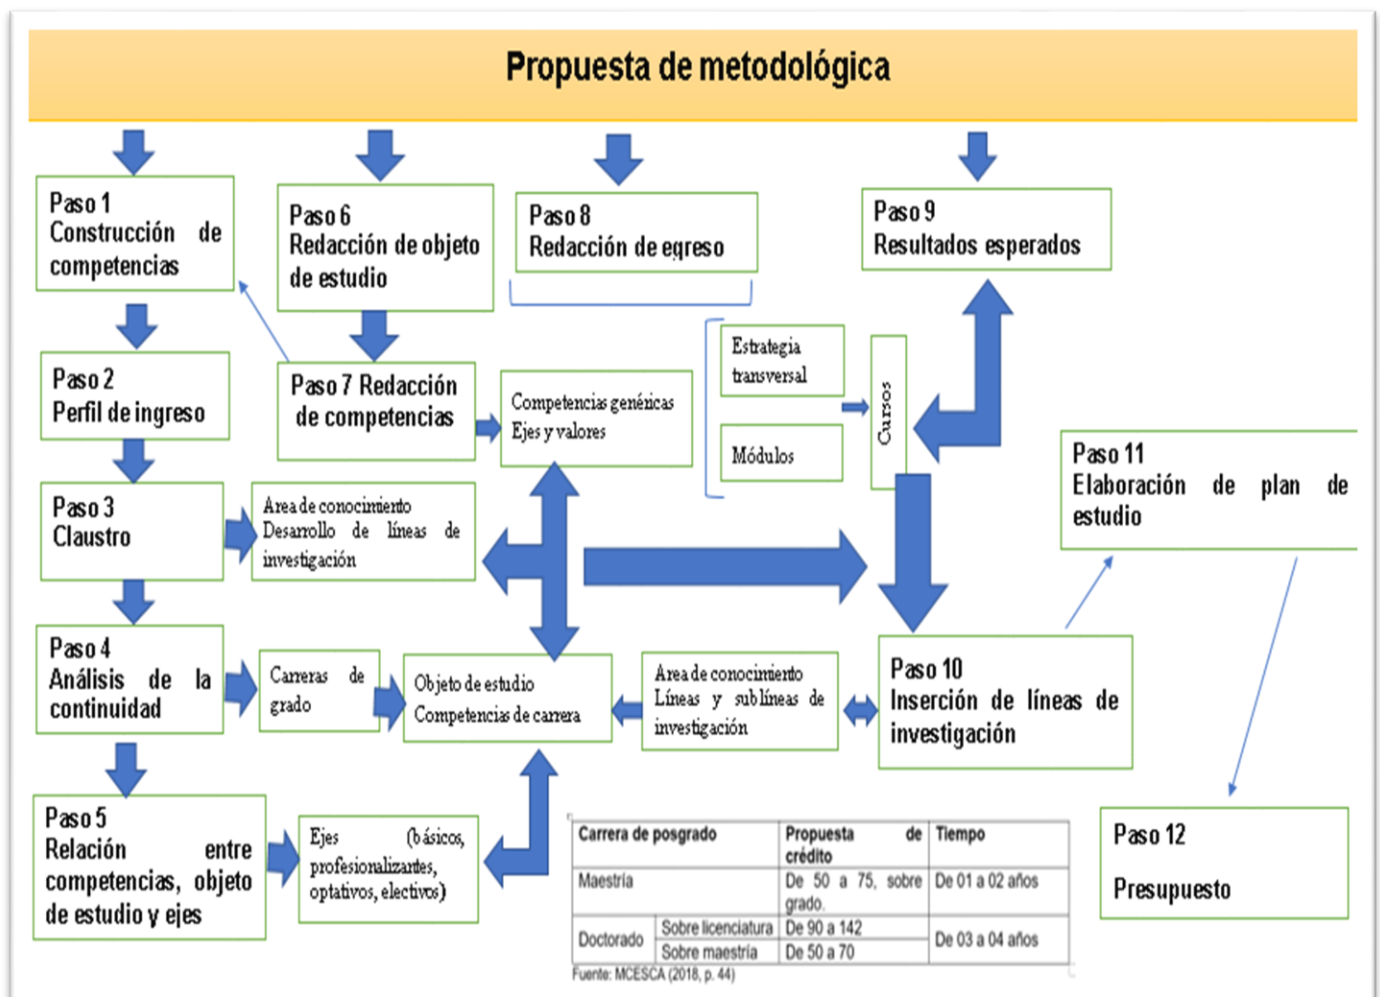 Propuesta de metodológica
Paso 1
Construcción de
competencias
Paso 6
Redacción de objeto
de estudio
Paso 8
Redacción de egreso
Paso 9
Resultados esperados
Paso 2
Perfil de ingreso
Paso 7 Redacción
de competencias
Competencias genéricas
Ejes y valores
Estrategia
transversal
Módulos
Cursos
Paso 3
Claustro
Area de conocimiento
Desarrollo de líneas de
investigación
Paso 11
Elaboración de plan de
estudio
Paso 4
Análisis de la
continuidad
Carreras de
grado
Objeto de estudio
Competencias de carrera
Area de conocimiento
Líneas y sublíneas de
investigación
Paso 10
Inserción de líneas de
investigación
Paso 5
Relación entre
competencias, objeto
de estudio y ejes
Ejes (básicos,
profesionalizantes,
optativos, electivos)
Paso 12
Presupuesto
Carrera de posgrado Propuesta de Tiempo
crédito
Maestría De 50 a 75, sobre De 01 a 02 años
grado.
Doctorado Sobre licenciatura De 90 a 142 De 03 a 04 años
Sobre maestría De 50 a 70
Fuente: MCESCA (2018, p. 44)